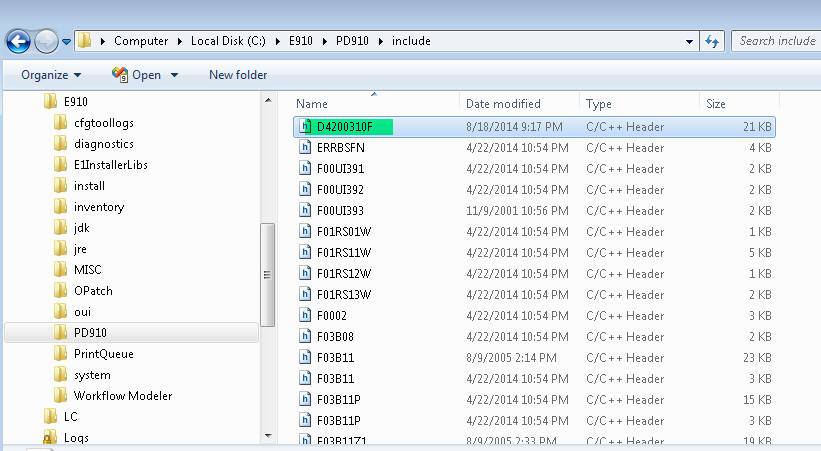 Computer Local Disk (C:) E910 PD910 include Search include
Organize Open New folder
Name Date modified Type Size
E910
cfgtoollogs
diagnostics
E1InstallerLibs
install
inventory
jdk
jre
MISC
OPatch
oui
PD910
PrintQueue
system
Workflow Modeler
LC
Logs
D4200310F 8/18/2014 9:17 PM C/C++ Header 21 KB
ERRBSFN 4/22/2014 10:54 PM C/C++ Header 4 KB
F00UI391 4/22/2014 10:54 PM C/C++ Header 2 KB
F00UI392 4/22/2014 10:54 PM C/C++ Header 2 KB
F00UI393 11/9/2001 10:56 PM C/C++ Header 2 KB
F01RS01W 4/22/2014 10:54 PM C/C++ Header 1 KB
F01RS11W 4/22/2014 10:54 PM C/C++ Header 5 KB
F01RS12W 4/22/2014 10:54 PM C/C++ Header 1 KB
F01RS13W 4/22/2014 10:54 PM C/C++ Header 2 KB
F0002 4/22/2014 10:54 PM C/C++ Header 3 KB
F03B08 4/22/2014 10:54 PM C/C++ Header 2 KB
F03B11 8/9/2005 2:14 PM C/C++ Header 23 KB
F03B11 4/22/2014 10:54 PM C/C++ Header 3 KB
F03B11P 4/22/2014 10:54 PM C/C++ Header 15 KB
F03B11P 4/22/2014 10:54 PM C/C++ Header 3 KB
F03B11Z1 8/9/2005 2:33 PM C/C++ Header 19 KB